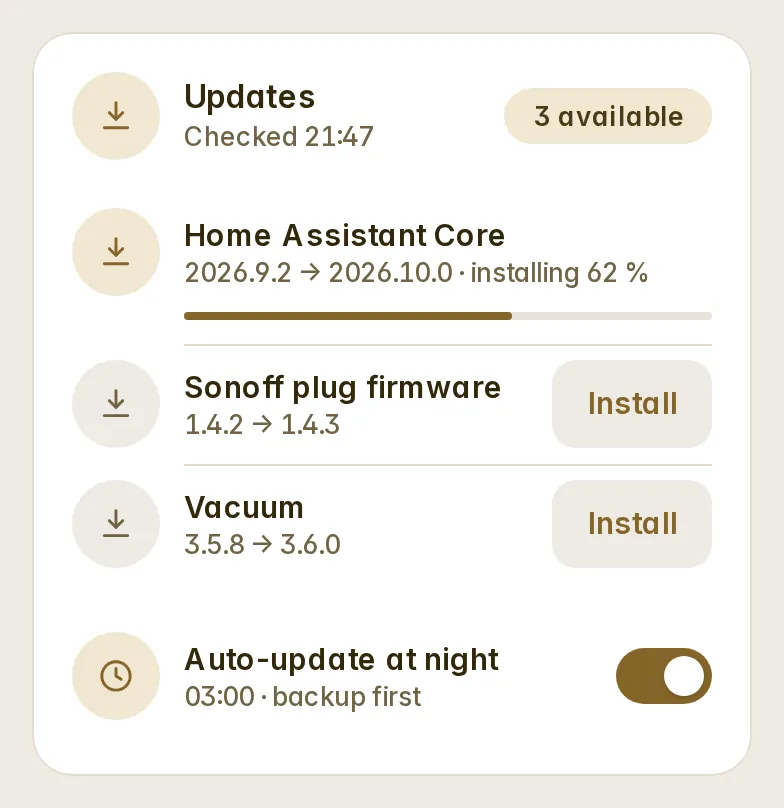 Updates
Checked 21:47
3 available
Home Assistant Core
2026.9.2 → 2026.10.0 · installing 62 %
Sonoff plug firmware
1.4.2 → 1.4.3
Install
Vacuum
3.5.8 → 3.6.0
Install
Auto-update at night
03:00 · backup first